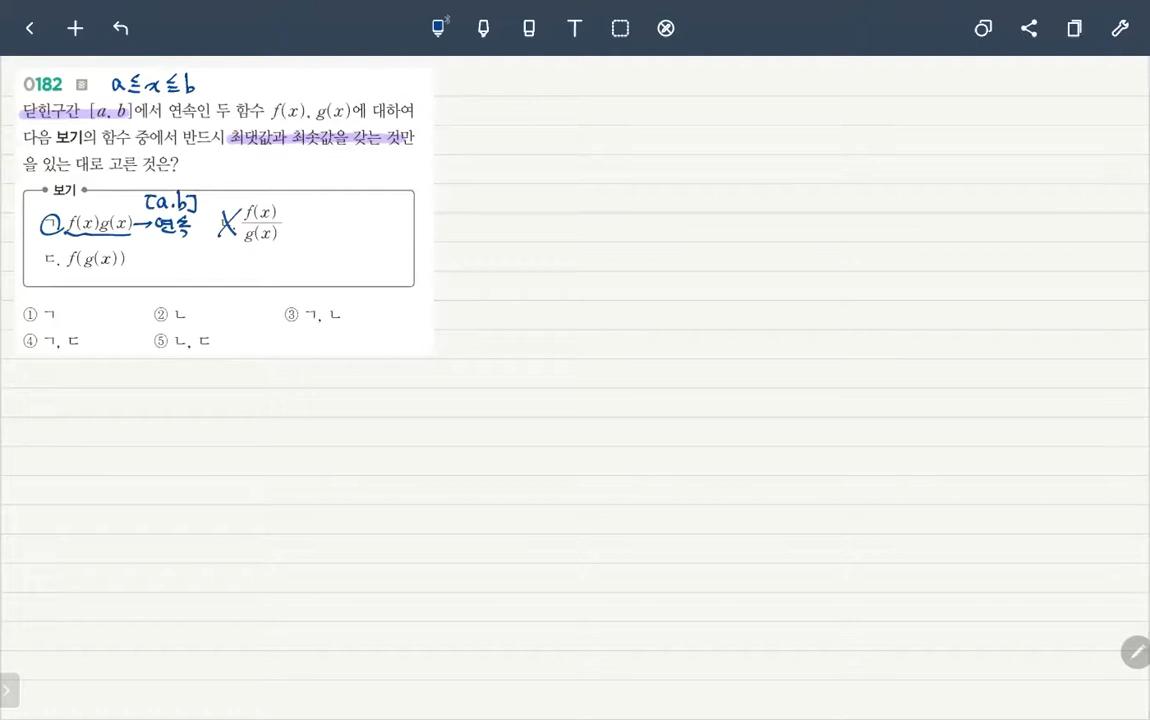 0182 중 a≦x≦b
닫힌구간 [a, b]에서 연속인 두 함수 f(x), g(x)에 대하여
다음 보기의 함수 중에서 반드시 최댓값과 최솟값을 갖는 것만
을 있는 대로 고른 것은?
보기
[a.b]
ㄱ. f(x)g(x) → 연속 ㄴ. f(x)/g(x)
ㄷ. f(g(x))
① ㄱ ② ㄴ ③ ㄱ, ㄴ
④ ㄱ, ㄷ ⑤ ㄴ, ㄷ